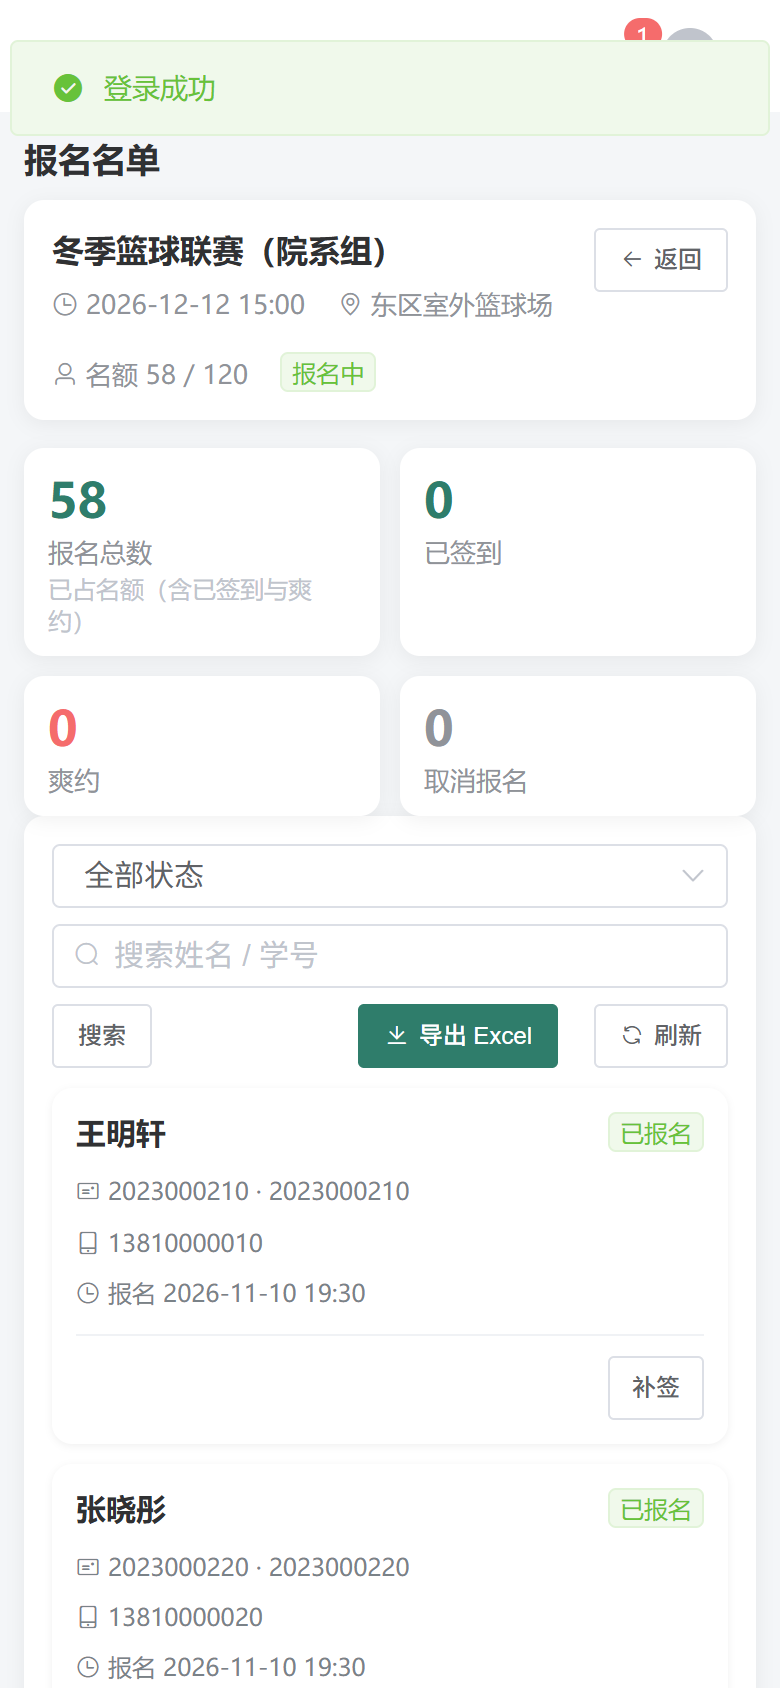 1
登录成功
报名名单
冬季篮球联赛（院系组）
返回
2026-12-12 15:00 东区室外篮球场
名额 58 / 120 报名中
58
报名总数
已占名额（含已签到与爽
约）
0
已签到
0
爽约
0
取消报名
全部状态
搜索姓名 / 学号
搜索 导出 Excel 刷新
王明轩 已报名
2023000210 · 2023000210
13810000010
报名 2026-11-10 19:30
补签
张晓彤 已报名
2023000220 · 2023000220
13810000020
报名 2026-11-10 19:30